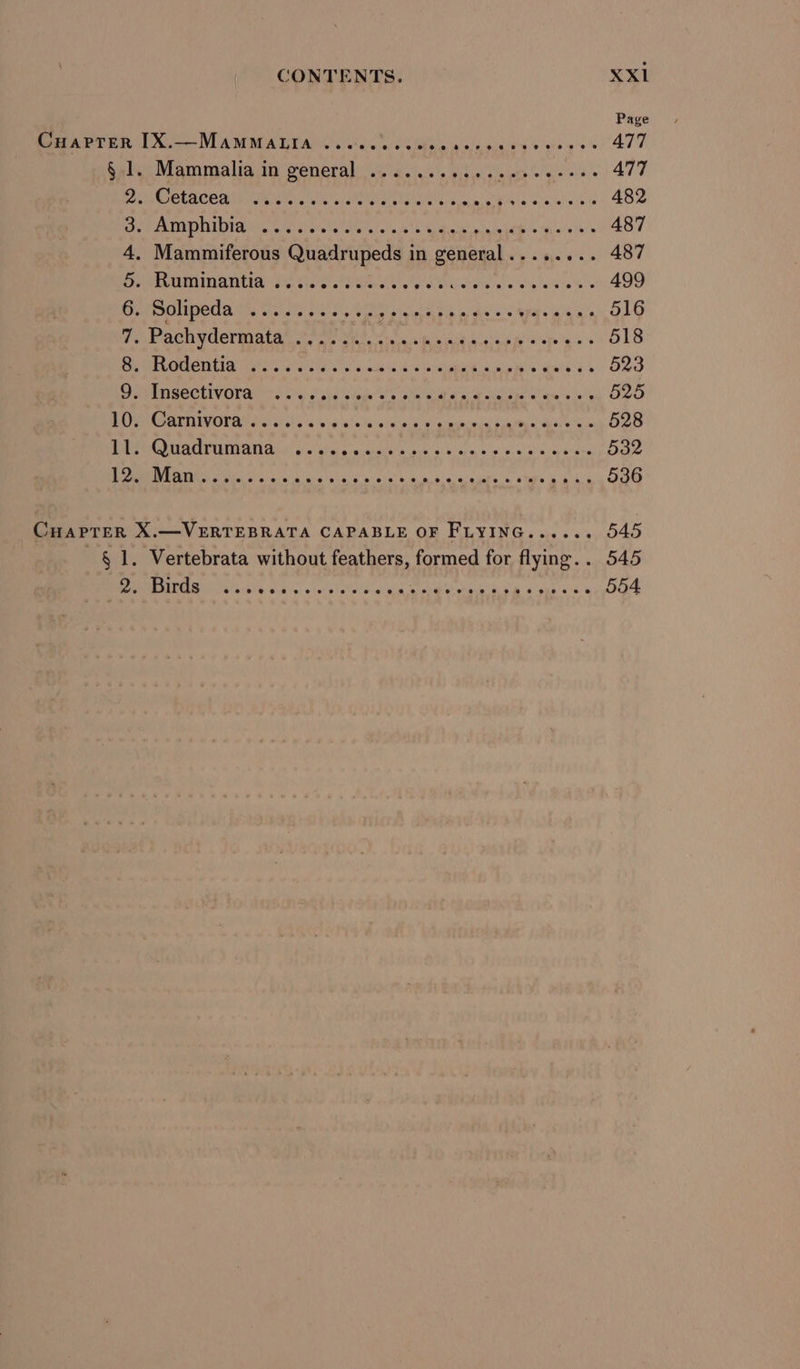 CONTENTS. XXI
Page
CHAPTER IX.—MAMMALIA .......................... 477
§ 1. Mammalia in general ..................... 477
2. Cetacea ............................... 482
3. Amphibia .............................. 487
4. Mammiferous Quadrupeds in general ........ 487
5. Ruminantia ............................ 499
6. Solipeda .............................. 516
7. Pachydermata .......................... 518
8. Rodentia .............................. 523
9. Insectivora ........................... 525
10. Carnivora ............................. 528
11. Quadrumana ............................ 532
12. Man ................................... 536
CHAPTER X.—VERTEBRATA CAPABLE OF FLYING...... 545
§ 1. Vertebrata without feathers, formed for flying.. 545
2. Birds ................................. 554